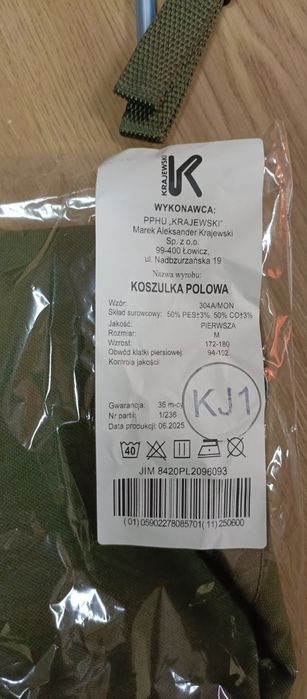 KRAJEWSKI
K
WYKONAWCA:
PPHU „KRAJEWSKI”
Marek Aleksander Krajewski
Sp. z o.o.
99-400 Łowicz,
ul. Nadbzurzańska 19
Nazwa wyrobu:
KOSZULKA POLOWA
Wzór: 304A/MON
Skład surowcowy: 50% PES±3%, 50% CO±3%
Jakość: PIERWSZA
Rozmiar: M
Wzrost: 172-180
Obwód klatki piersiowej: 94-102
Kontrola jakości:
KJ1
Gwarancja: 36 m-cy
Nr partii: 1/236
Data produkcji: 06.2025
40
JIM 8420PL2096093
(01)05902278085701(11)250600